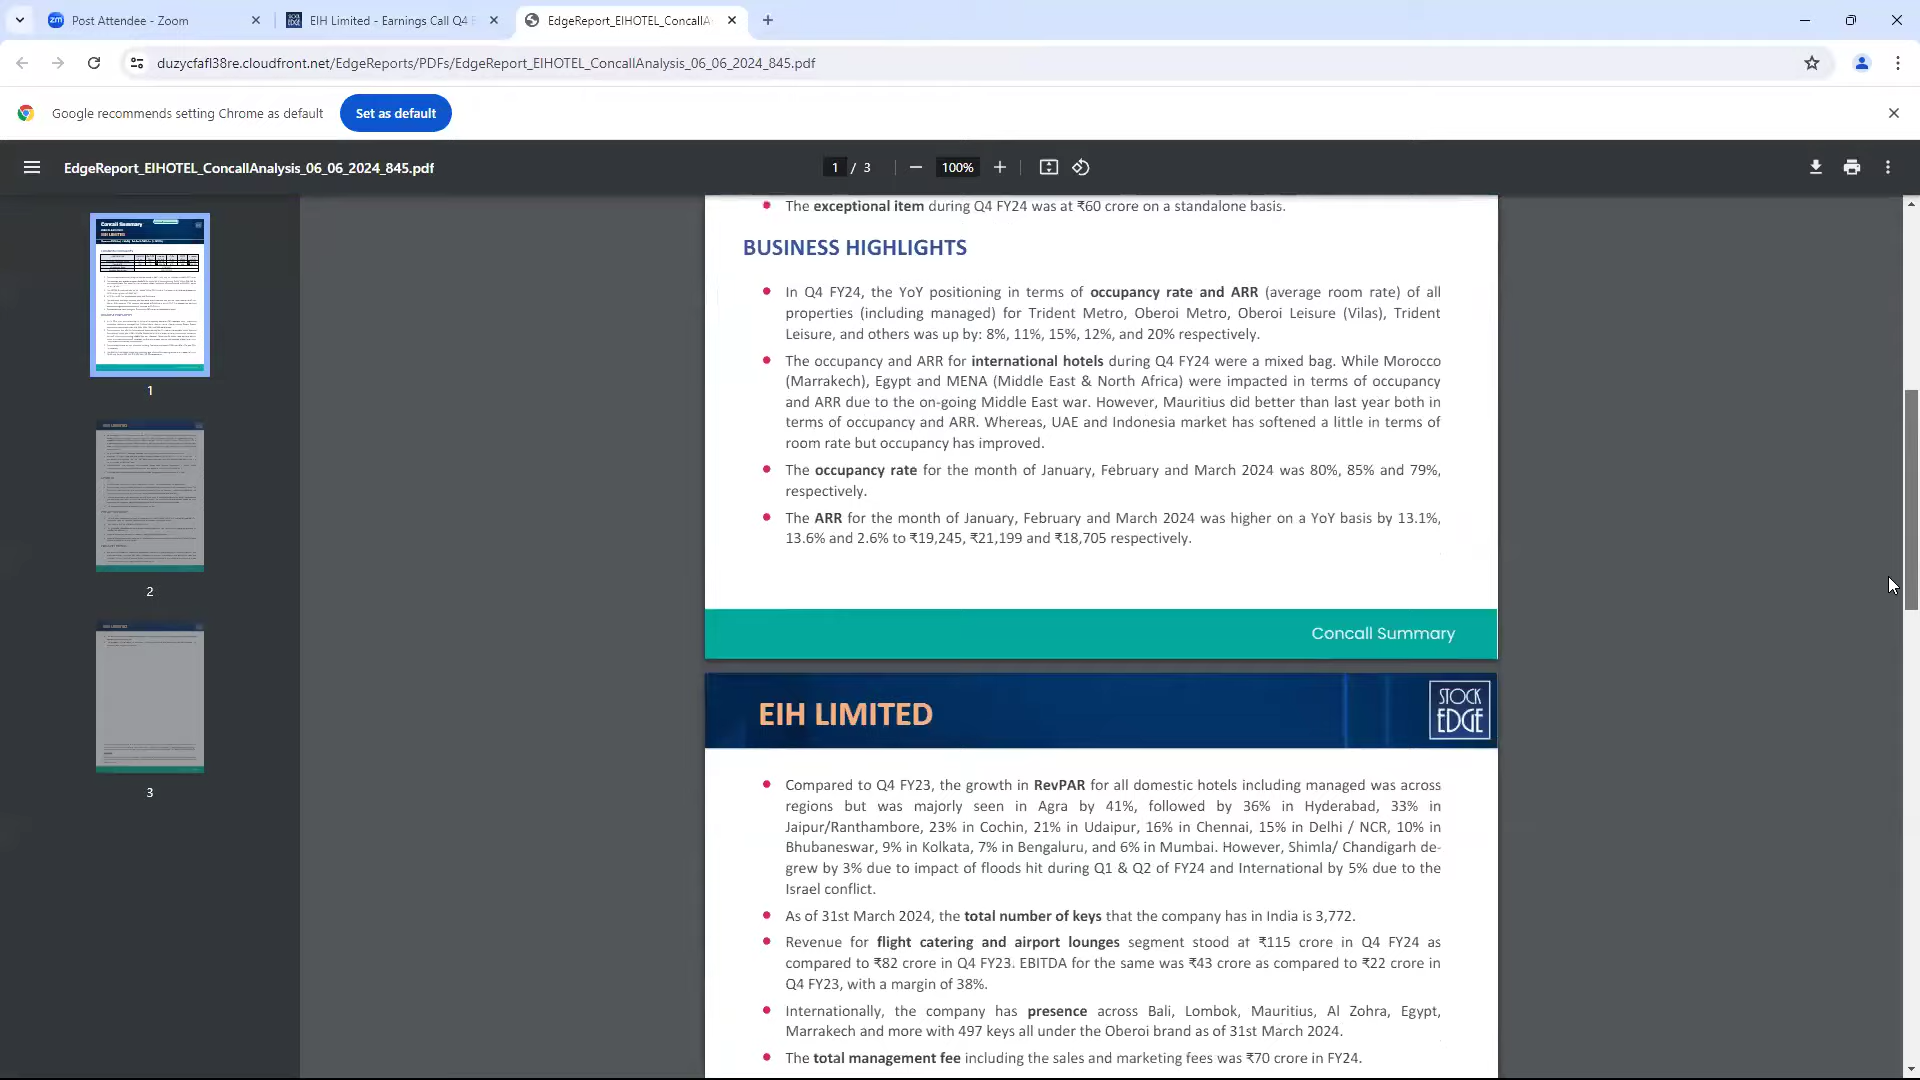 Post Attendee - Zoom
EIH Limited - Earnings Call Q4
EdgeReport_EIHOTEL_ConcallA
duzycfafl38re.cloudfront.net/EdgeReports/PDFs/EdgeReport_EIHOTEL_ConcallAnalysis_06_06_2024_845.pdf
Google recommends setting Chrome as default
Set as default
EdgeReport_EIHOTEL_ConcallAnalysis_06_06_2024_845.pdf
1 / 3
100%
Concall Summary
EIH LIMITED
1
EIH LIMITED
2
EIH LIMITED
3
The exceptional item during Q4 FY24 was at ₹60 crore on a standalone basis.
BUSINESS HIGHLIGHTS
In Q4 FY24, the YoY positioning in terms of occupancy rate and ARR (average room rate) of all
properties (including managed) for Trident Metro, Oberoi Metro, Oberoi Leisure (Vilas), Trident
Leisure, and others was up by: 8%, 11%, 15%, 12%, and 20% respectively.
The occupancy and ARR for international hotels during Q4 FY24 were a mixed bag. While Morocco
(Marrakech), Egypt and MENA (Middle East & North Africa) were impacted in terms of occupancy
and ARR due to the on-going Middle East war. However, Mauritius did better than last year both in
terms of occupancy and ARR. Whereas, UAE and Indonesia market has softened a little in terms of
room rate but occupancy has improved.
The occupancy rate for the month of January, February and March 2024 was 80%, 85% and 79%,
respectively.
The ARR for the month of January, February and March 2024 was higher on a YoY basis by 13.1%,
13.6% and 2.6% to ₹19,245, ₹21,199 and ₹18,705 respectively.
Concall Summary
EIH LIMITED
STOCK
EDGE
Compared to Q4 FY23, the growth in RevPAR for all domestic hotels including managed was across
regions but was majorly seen in Agra by 41%, followed by 36% in Hyderabad, 33% in
Jaipur/Ranthambore, 23% in Cochin, 21% in Udaipur, 16% in Chennai, 15% in Delhi / NCR, 10% in
Bhubaneswar, 9% in Kolkata, 7% in Bengaluru, and 6% in Mumbai. However, Shimla/ Chandigarh de-
grew by 3% due to impact of floods hit during Q1 & Q2 of FY24 and International by 5% due to the
Israel conflict.
As of 31st March 2024, the total number of keys that the company has in India is 3,772.
Revenue for flight catering and airport lounges segment stood at ₹115 crore in Q4 FY24 as
compared to ₹82 crore in Q4 FY23. EBITDA for the same was ₹43 crore as compared to ₹22 crore in
Q4 FY23, with a margin of 38%.
Internationally, the company has presence across Bali, Lombok, Mauritius, Al Zohra, Egypt,
Marrakech and more with 497 keys all under the Oberoi brand as of 31st March 2024.
The total management fee including the sales and marketing fees was ₹70 crore in FY24.